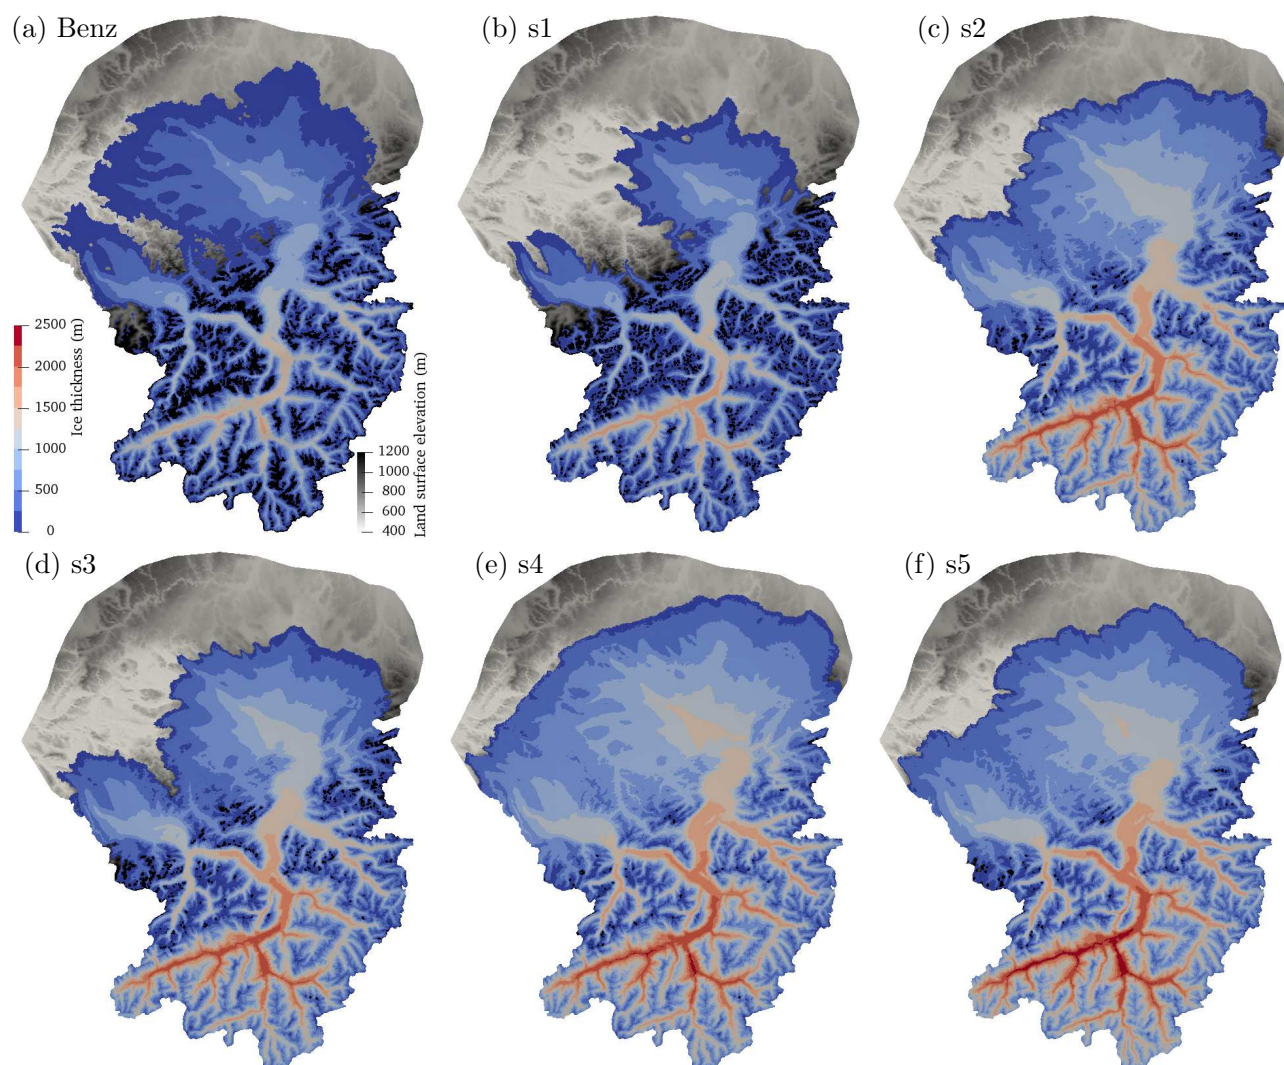 (a) Benz
(b) s1
(c) s2
2500
2000
1500
1000
500
0
Ice thickness (m)
1200
1000
800
600
400
Land surface elevation (m)
(d) s3
(e) s4
(f) s5